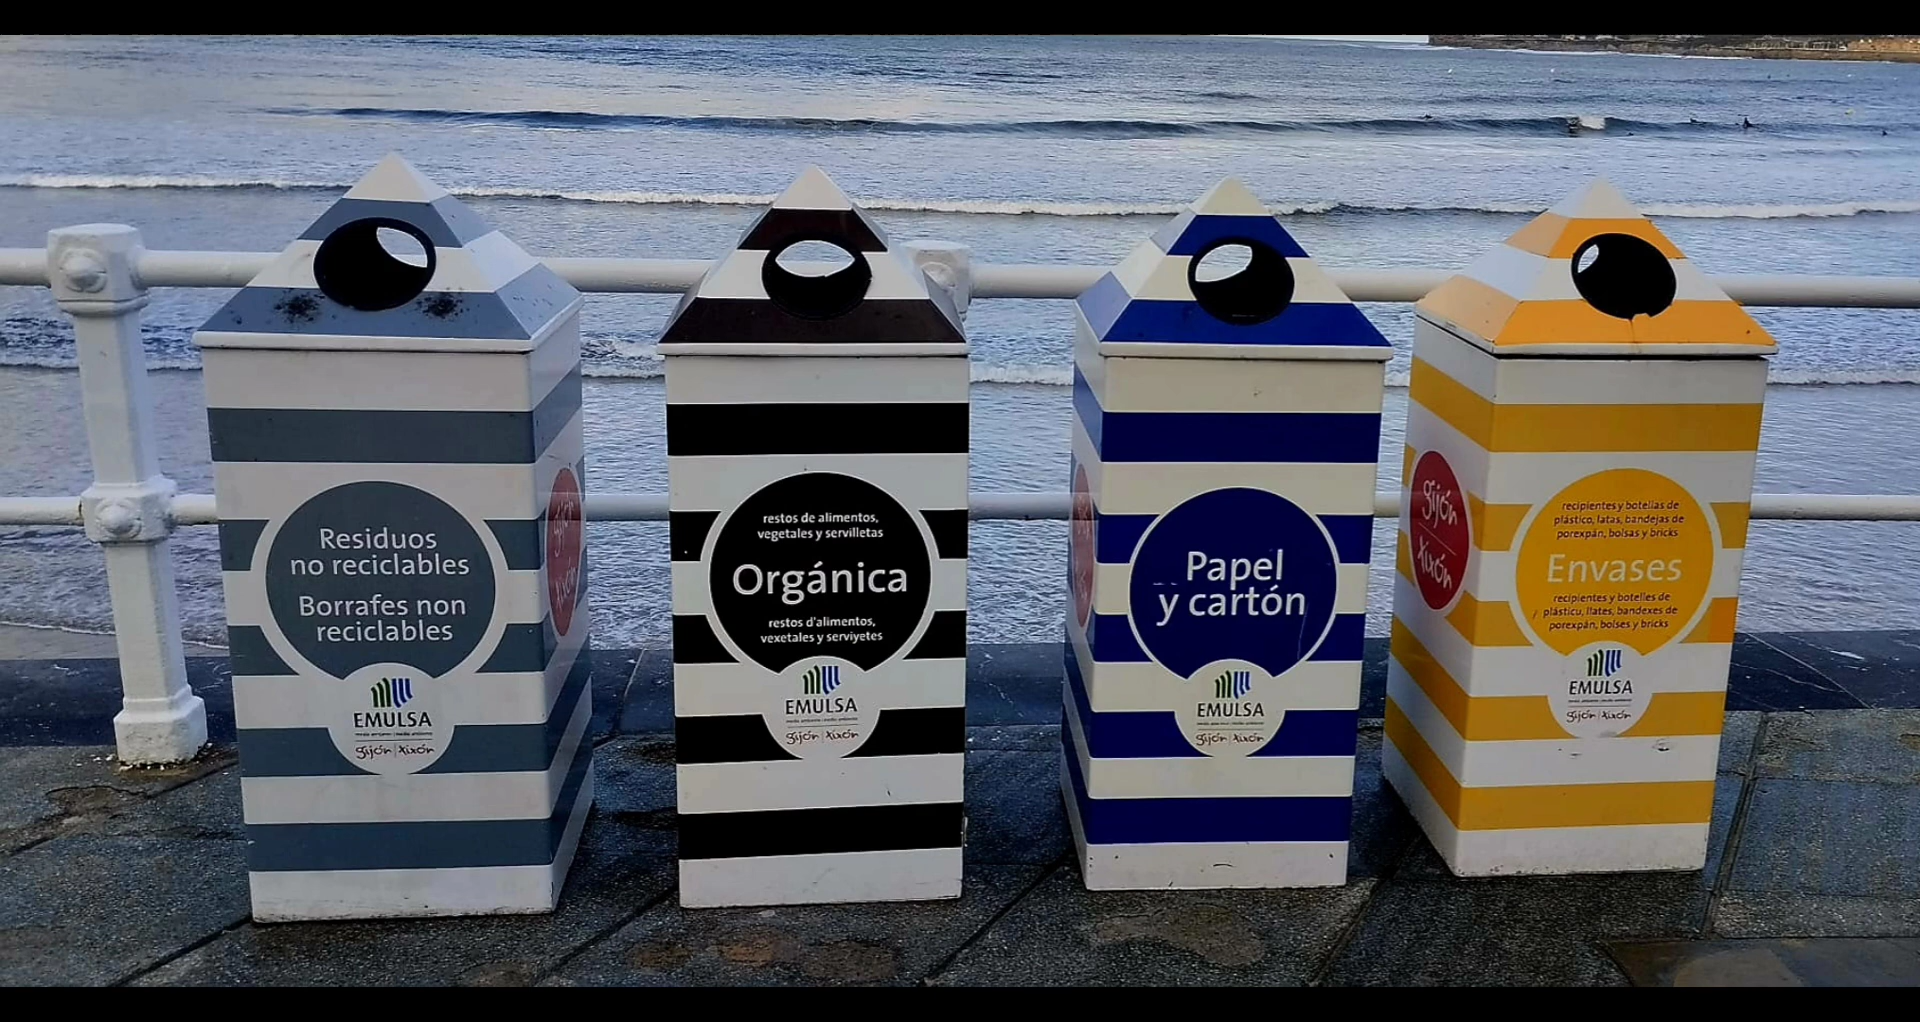 Residuos
no reciclables
Borrafes non
reciclables
EMULSA
gijón | xixón
gijón
xixón
restos de alimentos,
vegetales y servilletas
Orgánica
restos d'alimentos,
vexetales y serviyetes
EMULSA
gijón | xixón
Papel
y cartón
EMULSA
gijón | xixón
gijón
xixón
recipientes y botellas de
plástico, latas, bandejas de
porexpán, bolsas y bricks
Envases
recipientes y botelles de
plásticu, llates, bandexes de
porexpán, bolses y bricks
EMULSA
gijón | xixón